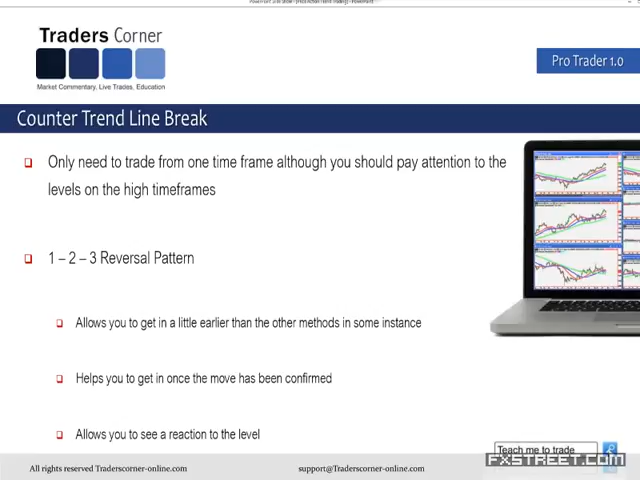 Traders Corner
Market Commentary, Live Trades, Education
Pro Trader 1.0
Counter Trend Line Break
Only need to trade from one time frame although you should pay attention to the
levels on the high timeframes
1 – 2 – 3 Reversal Pattern
Allows you to get in a little earlier than the other methods in some instance
Helps you to get in once the move has been confirmed
Allows you to see a reaction to the level
Teach me to trade
FXSTREET.COM
All rights reserved Traderscorner-online.com
support@Traderscorner-online.com